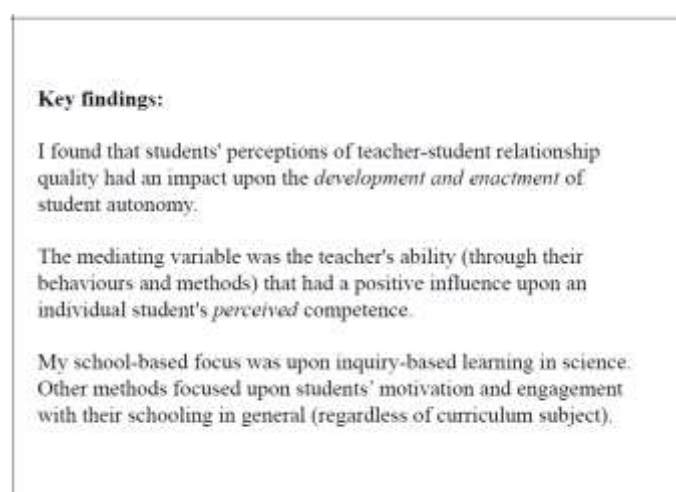 Key findings:
I found that students' perceptions of teacher-student relationship
quality had an impact upon the development and enactment of
student autonomy.
The mediating variable was the teacher's ability (through their
behaviours and methods) that had a positive influence upon an
individual student's perceived competence.
My school-based focus was upon inquiry-based learning in science.
Other methods focused upon students' motivation and engagement
with their schooling in general (regardless of curriculum subject).